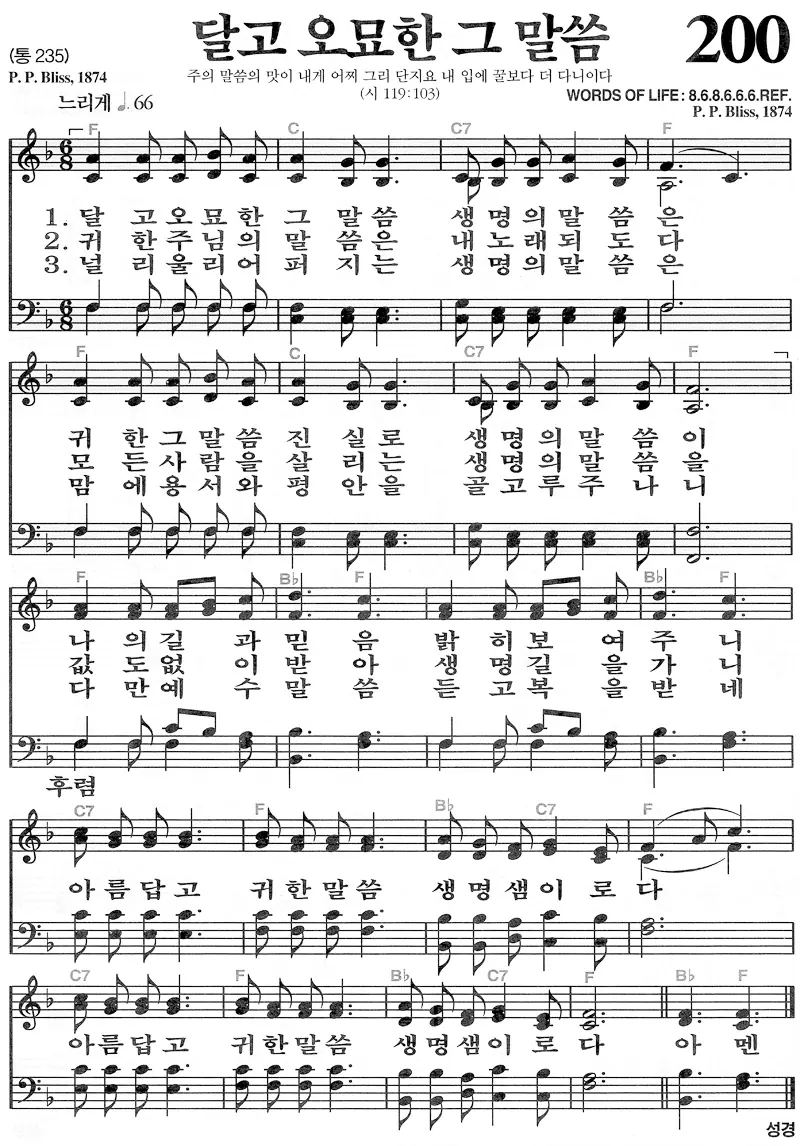 달고 오묘한 그 말씀
200
(통 235)
P. P. Bliss, 1874
주의 말씀의 맛이 내게 어찌 그리 단지요 내 입에 꿀보다 더 다니이다
(시 119:103)
WORDS OF LIFE : 8.6.8.6.6.6.REF.
P. P. Bliss, 1874
느리게 ♩. 66
F C C7 F
1. 달 고 오 묘 한 그 말 씀 생 명 의 말 씀 은
2. 귀 한 주 님 의 말 씀 은 내 노 래 되 도 다
3. 널 리 울 리 어 퍼 지 는 생 명 의 말 씀 은
F C C7 F
귀 한 그 말 씀 진 실 로 생 명 의 말 씀 이
모 든 사 람 을 살 리 는 생 명 의 말 씀 을
맘 에 용 서 와 평 안 을 골 고 루 주 나 니
F B♭ F B♭ F
나 의 길 과 믿 음 밝 히 보 여 주 니
값 도 없 이 받 아 생 명 길 을 가 니
다 만 예 수 말 씀 듣 고 복 을 받 네
후렴
C7 F B♭ C7 F
아 름 답 고 귀 한 말 씀 생 명 샘 이 로 다
C7 F B♭ C7 F B♭ F
아 름 답 고 귀 한 말 씀 생 명 샘 이 로 다 아 멘
성경